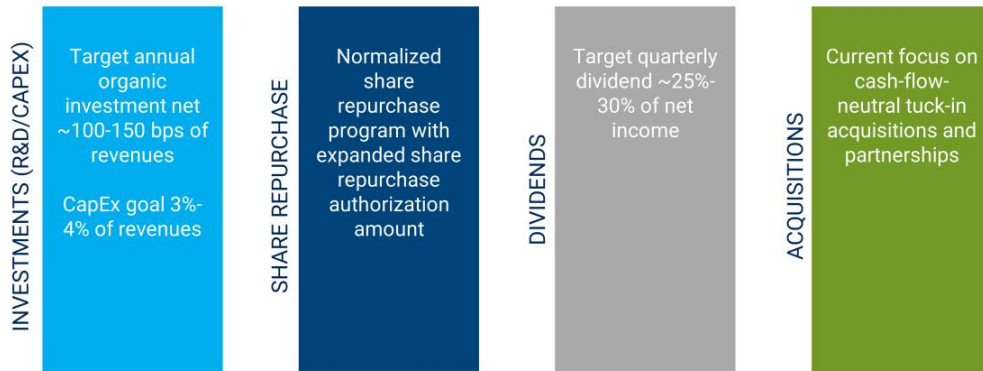 INVESTMENTS (R&D/CAPEX)
Target annual
organic
investment net
~100-150 bps of
revenues
CapEx goal 3%-
4% of revenues
SHARE REPURCHASE
Normalized
share
repurchase
program with
expanded share
repurchase
authorization
amount
DIVIDENDS
Target quarterly
dividend ~25%-
30% of net
income
ACQUISITIONS
Current focus on
cash-flow-
neutral tuck-in
acquisitions and
partnerships